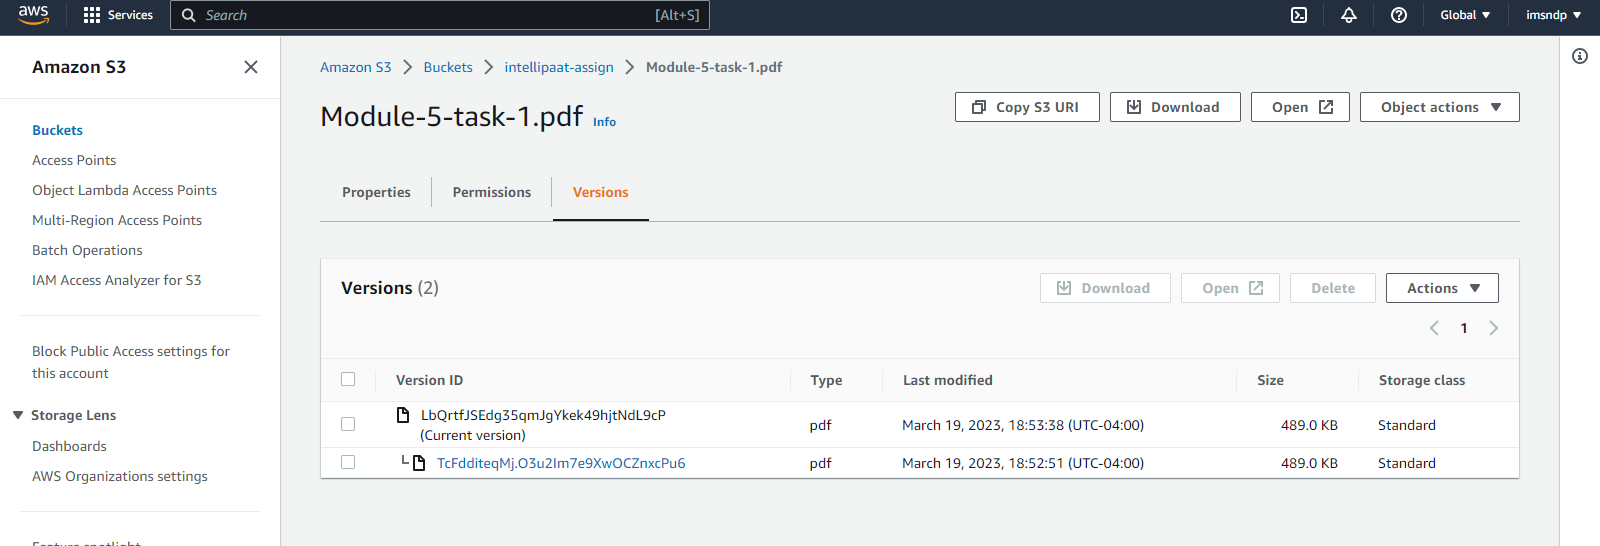 aws
Services
Search
[Alt+S]
Global
imsndp
Amazon S3
Buckets
Access Points
Object Lambda Access Points
Multi-Region Access Points
Batch Operations
IAM Access Analyzer for S3
Block Public Access settings for
this account
Storage Lens
Dashboards
AWS Organizations settings
Feature spotlight
Amazon S3 > Buckets > intellipaat-assign > Module-5-task-1.pdf
Module-5-task-1.pdf Info
Copy S3 URI
Download
Open
Object actions
Properties
Permissions
Versions
Versions (2)
Download
Open
Delete
Actions
1
Version ID Type Last modified Size Storage class
LbQrtfJSEdg35qmJgYkek49hjtNdL9cP
(Current version)
pdf March 19, 2023, 18:53:38 (UTC-04:00) 489.0 KB Standard
TcFdditeqMj.O3u2Im7e9XwOCZnxcPu6 pdf March 19, 2023, 18:52:51 (UTC-04:00) 489.0 KB Standard